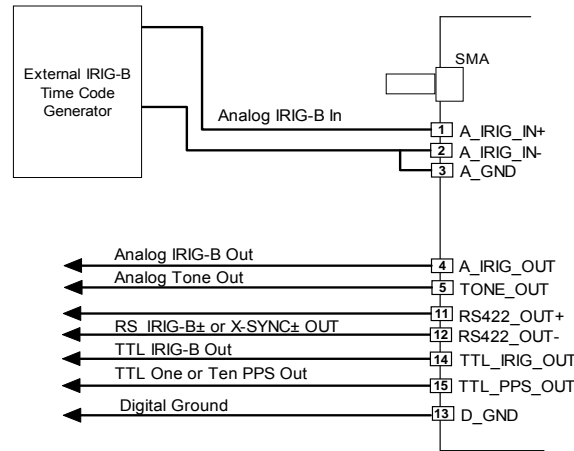 External IRIG-B
Time Code
Generator
SMA
Analog IRIG-B In
1 A_IRIG_IN+
2 A_IRIG_IN-
3 A_GND
Analog IRIG-B Out
4 A_IRIG_OUT
Analog Tone Out
5 TONE_OUT
11 RS422_OUT+
RS IRIG-B± or X-SYNC± OUT
12 RS422_OUT-
TTL IRIG-B Out
14 TTL_IRIG_OUT
TTL One or Ten PPS Out
15 TTL_PPS_OUT
Digital Ground
13 D_GND